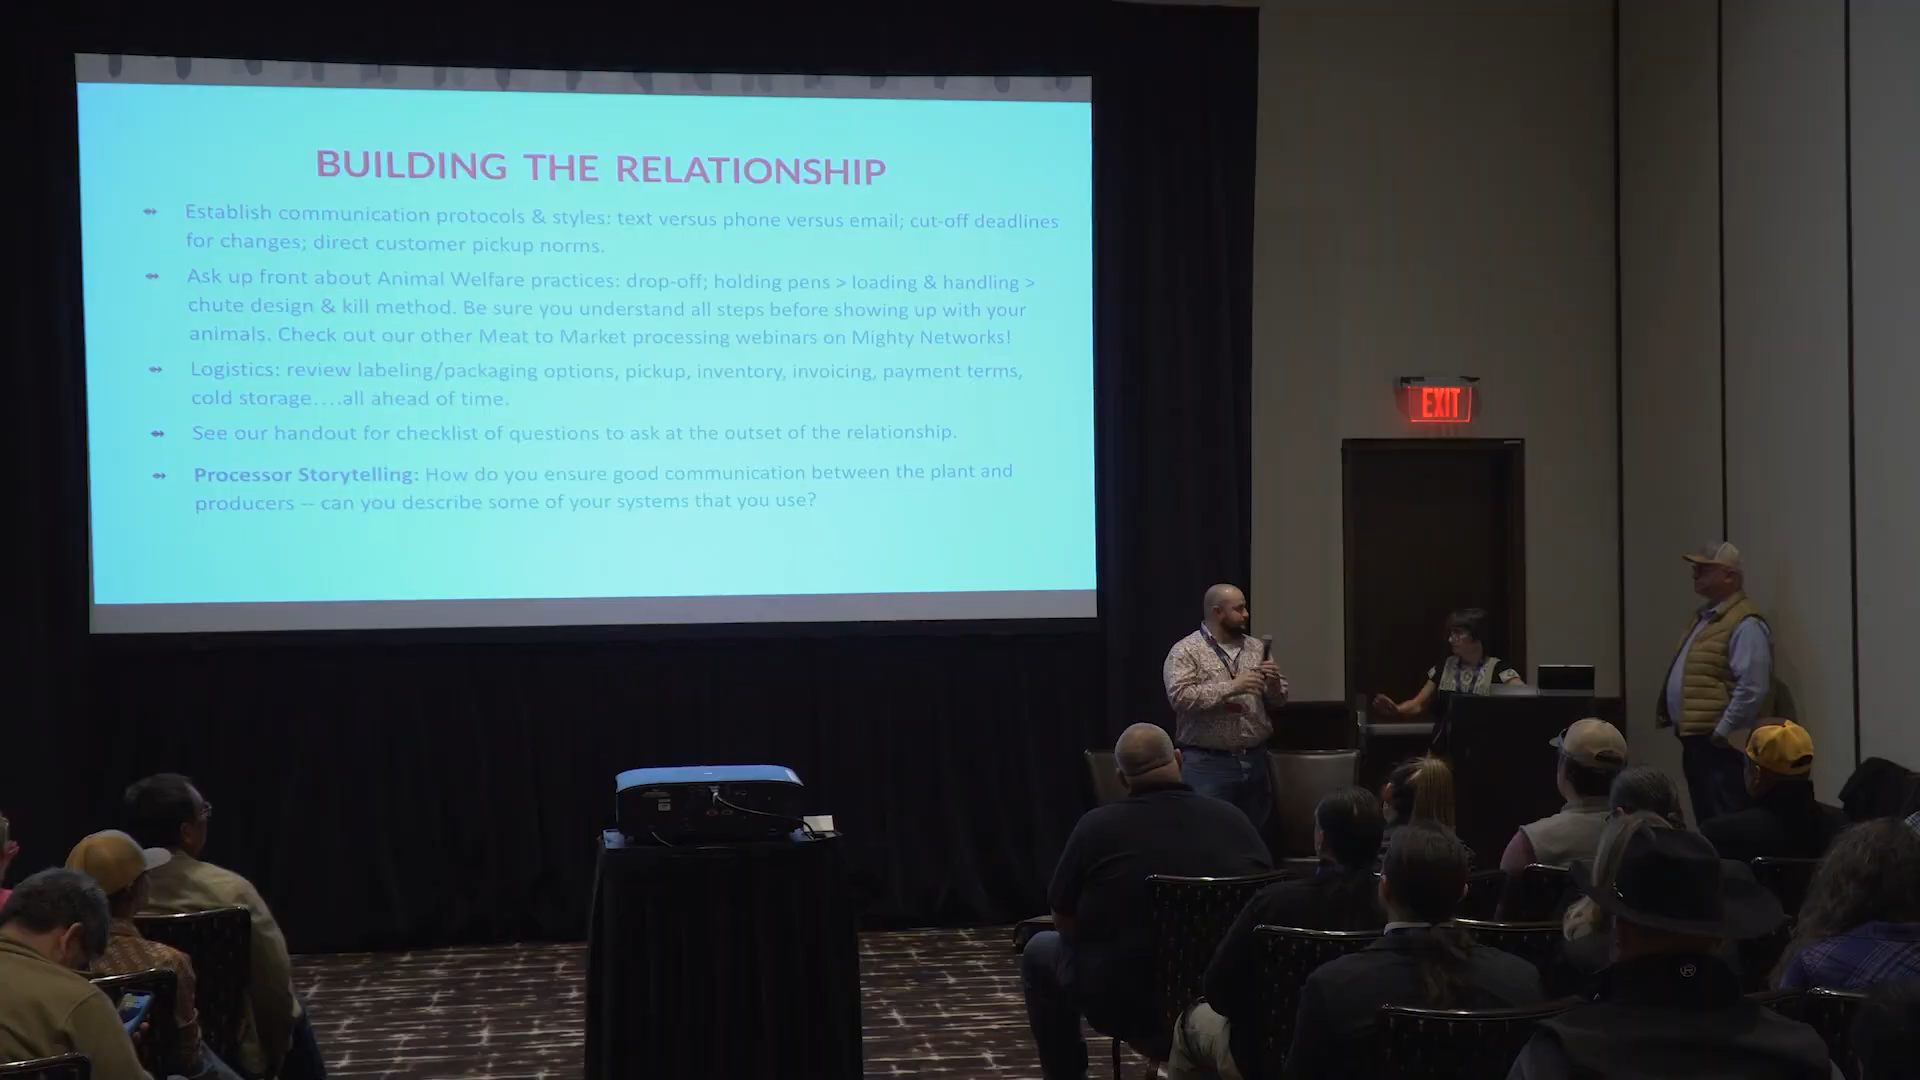 BUILDING THE RELATIONSHIP
Establish communication protocols & styles: text versus phone versus email; cut-off deadlines
for changes; direct customer pickup norms.
Ask up front about Animal Welfare practices: drop-off; holding pens > loading & handling >
chute design & kill method. Be sure you understand all steps before showing up with your
animals. Check out our other Meat to Market processing webinars on Mighty Networks!
Logistics: review labeling/packaging options, pickup, inventory, invoicing, payment terms,
cold storage....all ahead of time.
See our handout for checklist of questions to ask at the outset of the relationship.
Processor Storytelling: How do you ensure good communication between the plant and
producers -- can you describe some of your systems that you use?
EXIT